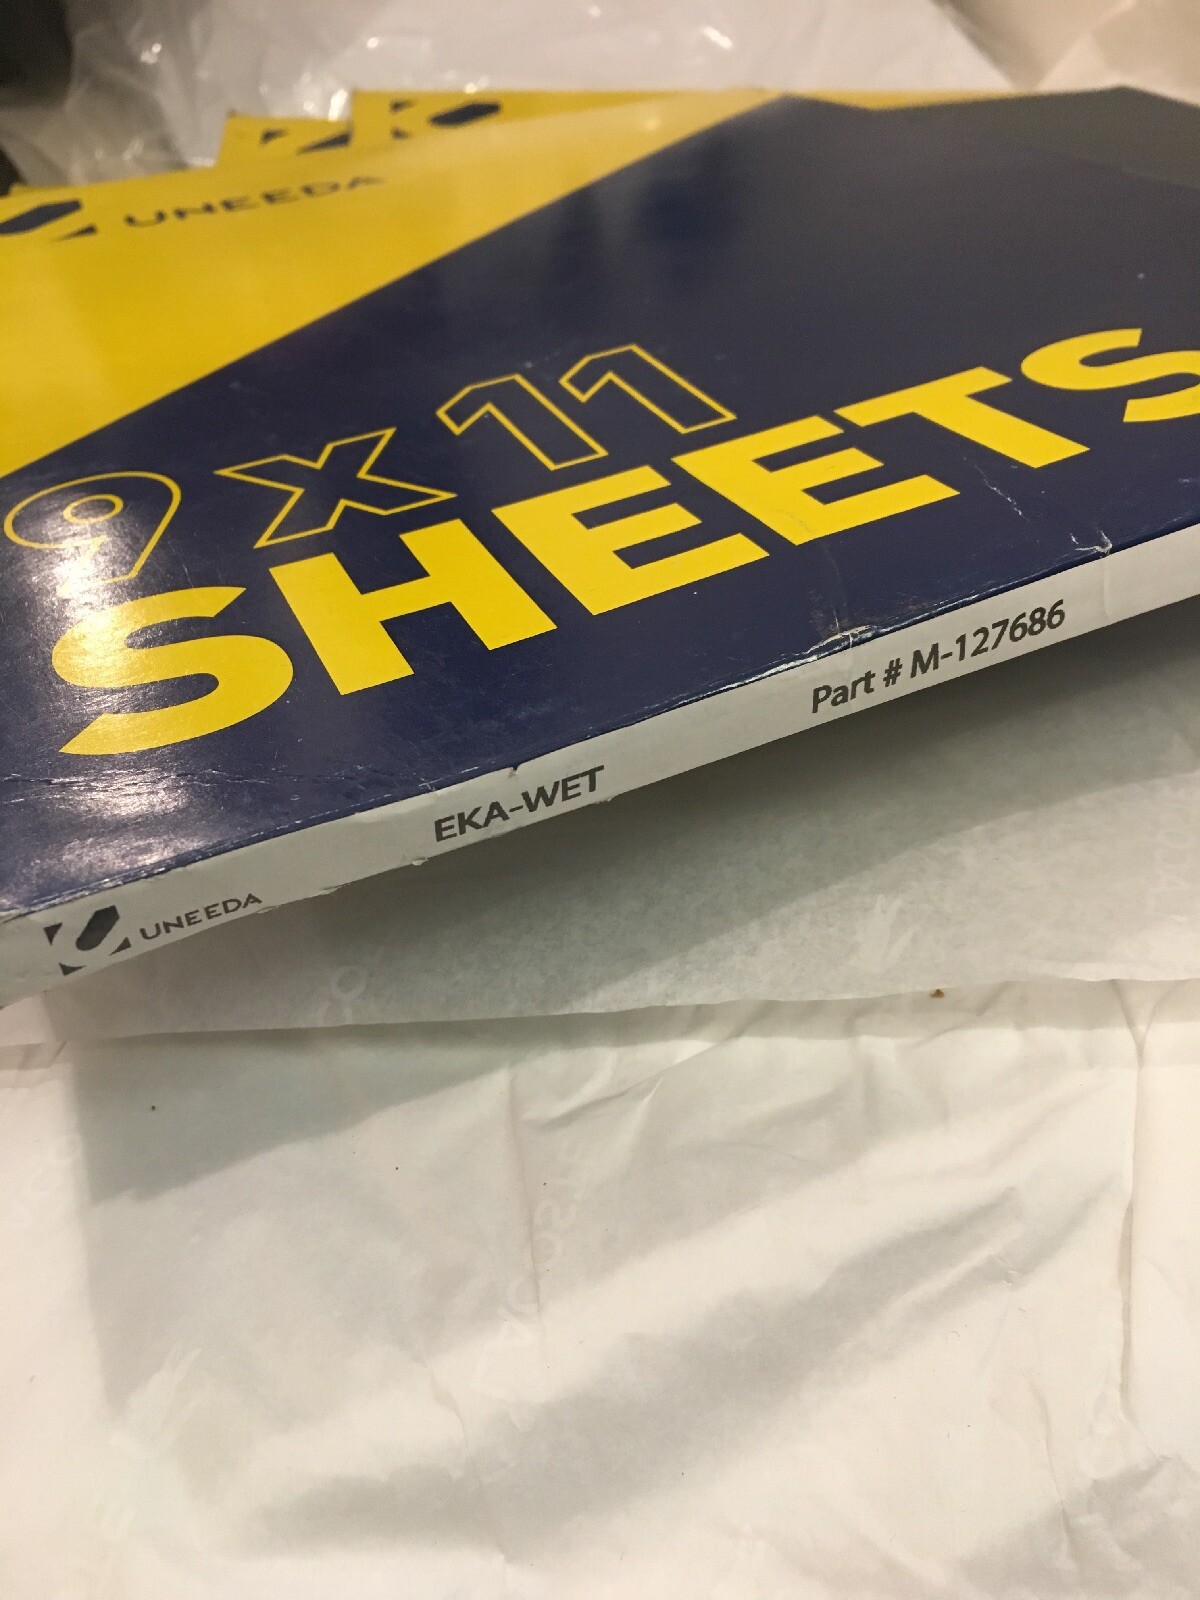 UNEEDA
9 x 11
SHEETS
Part # M-127686
EKA-WET
UNEEDA